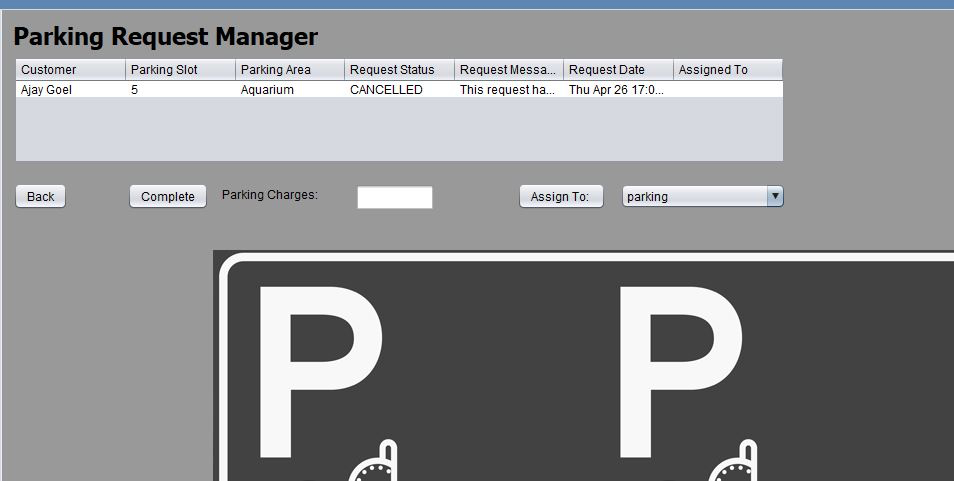 Parking Request Manager
Customer Parking Slot Parking Area Request Status Request Messa... Request Date Assigned To
Ajay Goel 5 Aquarium CANCELLED This request ha... Thu Apr 26 17:0...
Back Complete Parking Charges: Assign To: parking
P P